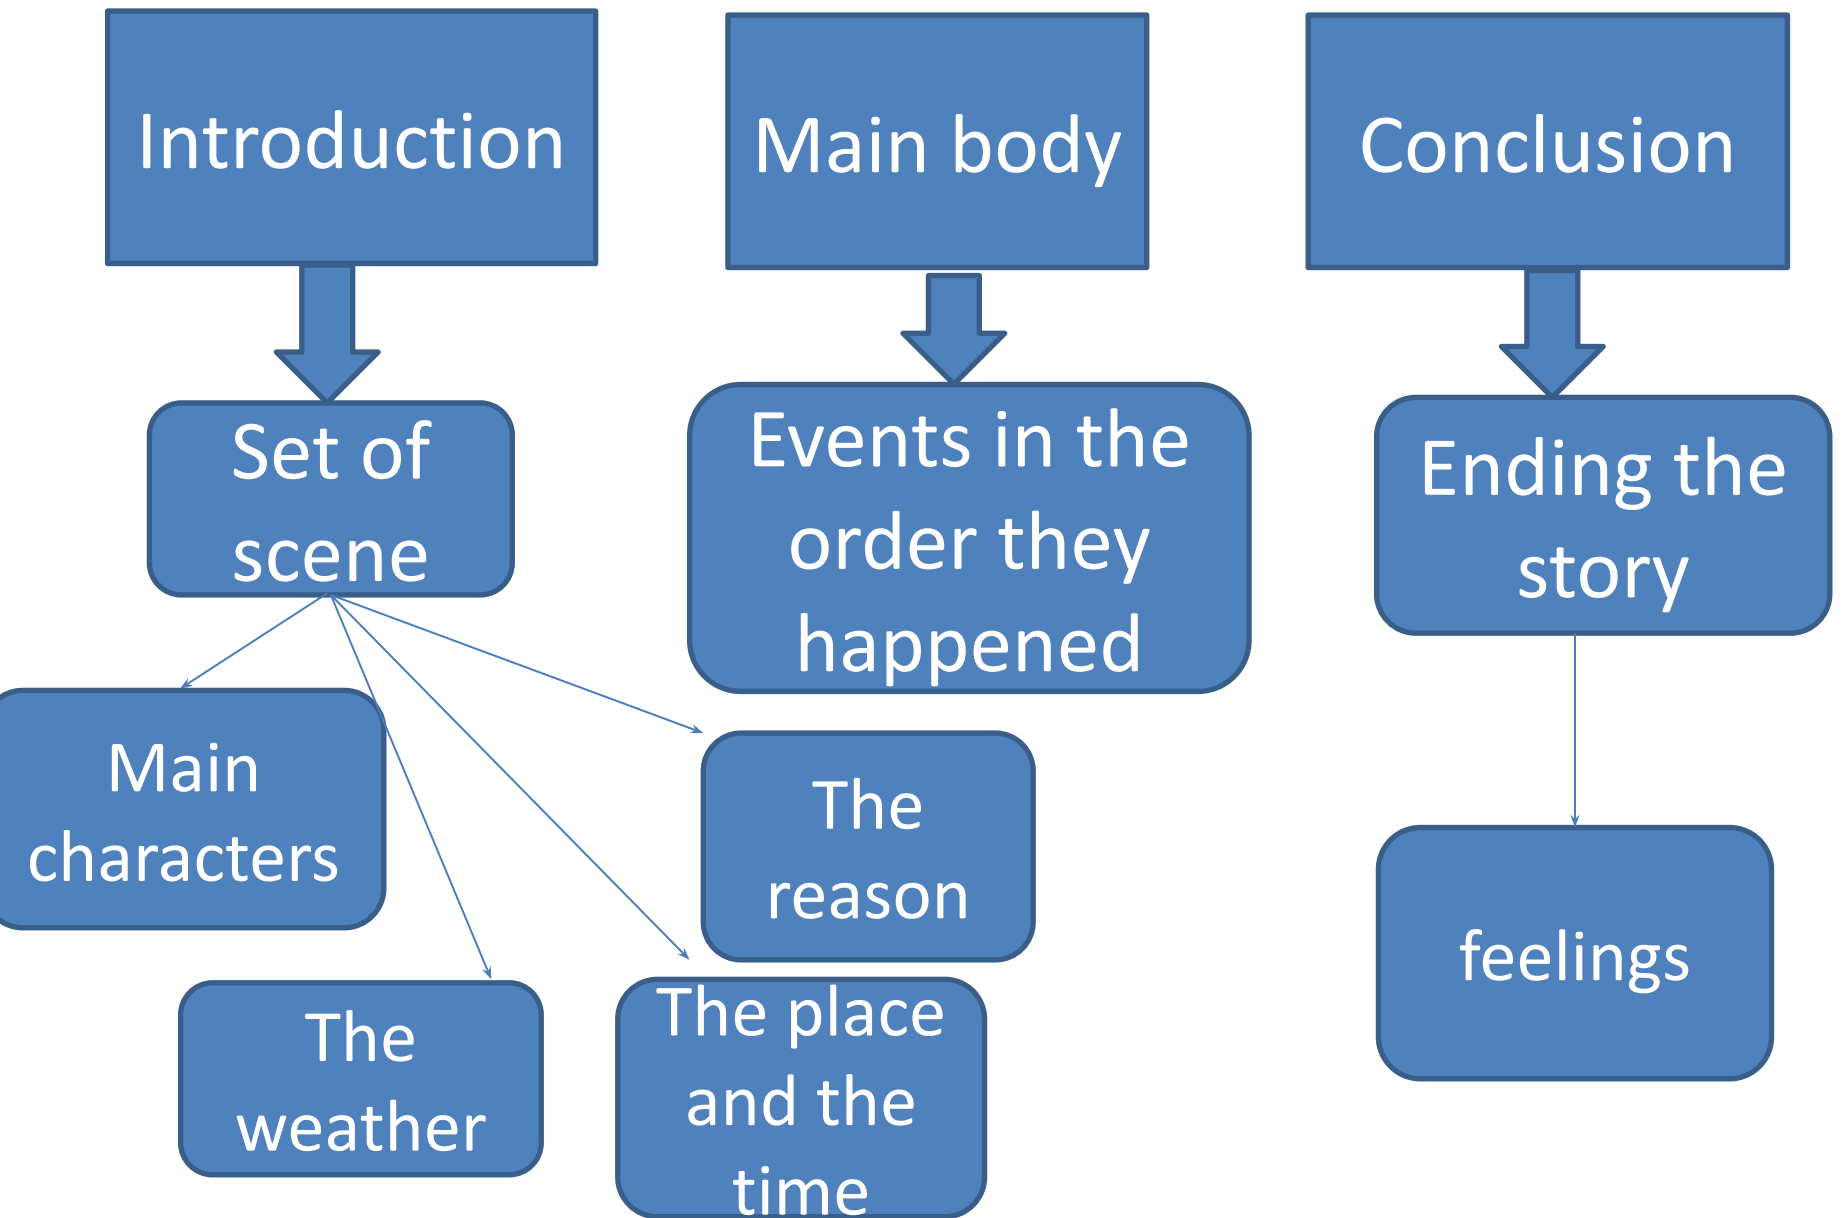 Introduction
Main body
Conclusion
Set of
scene
Events in the
order they
happened
Ending the
story
Main
characters
The
reason
The
weather
The place
and the
time
feelings